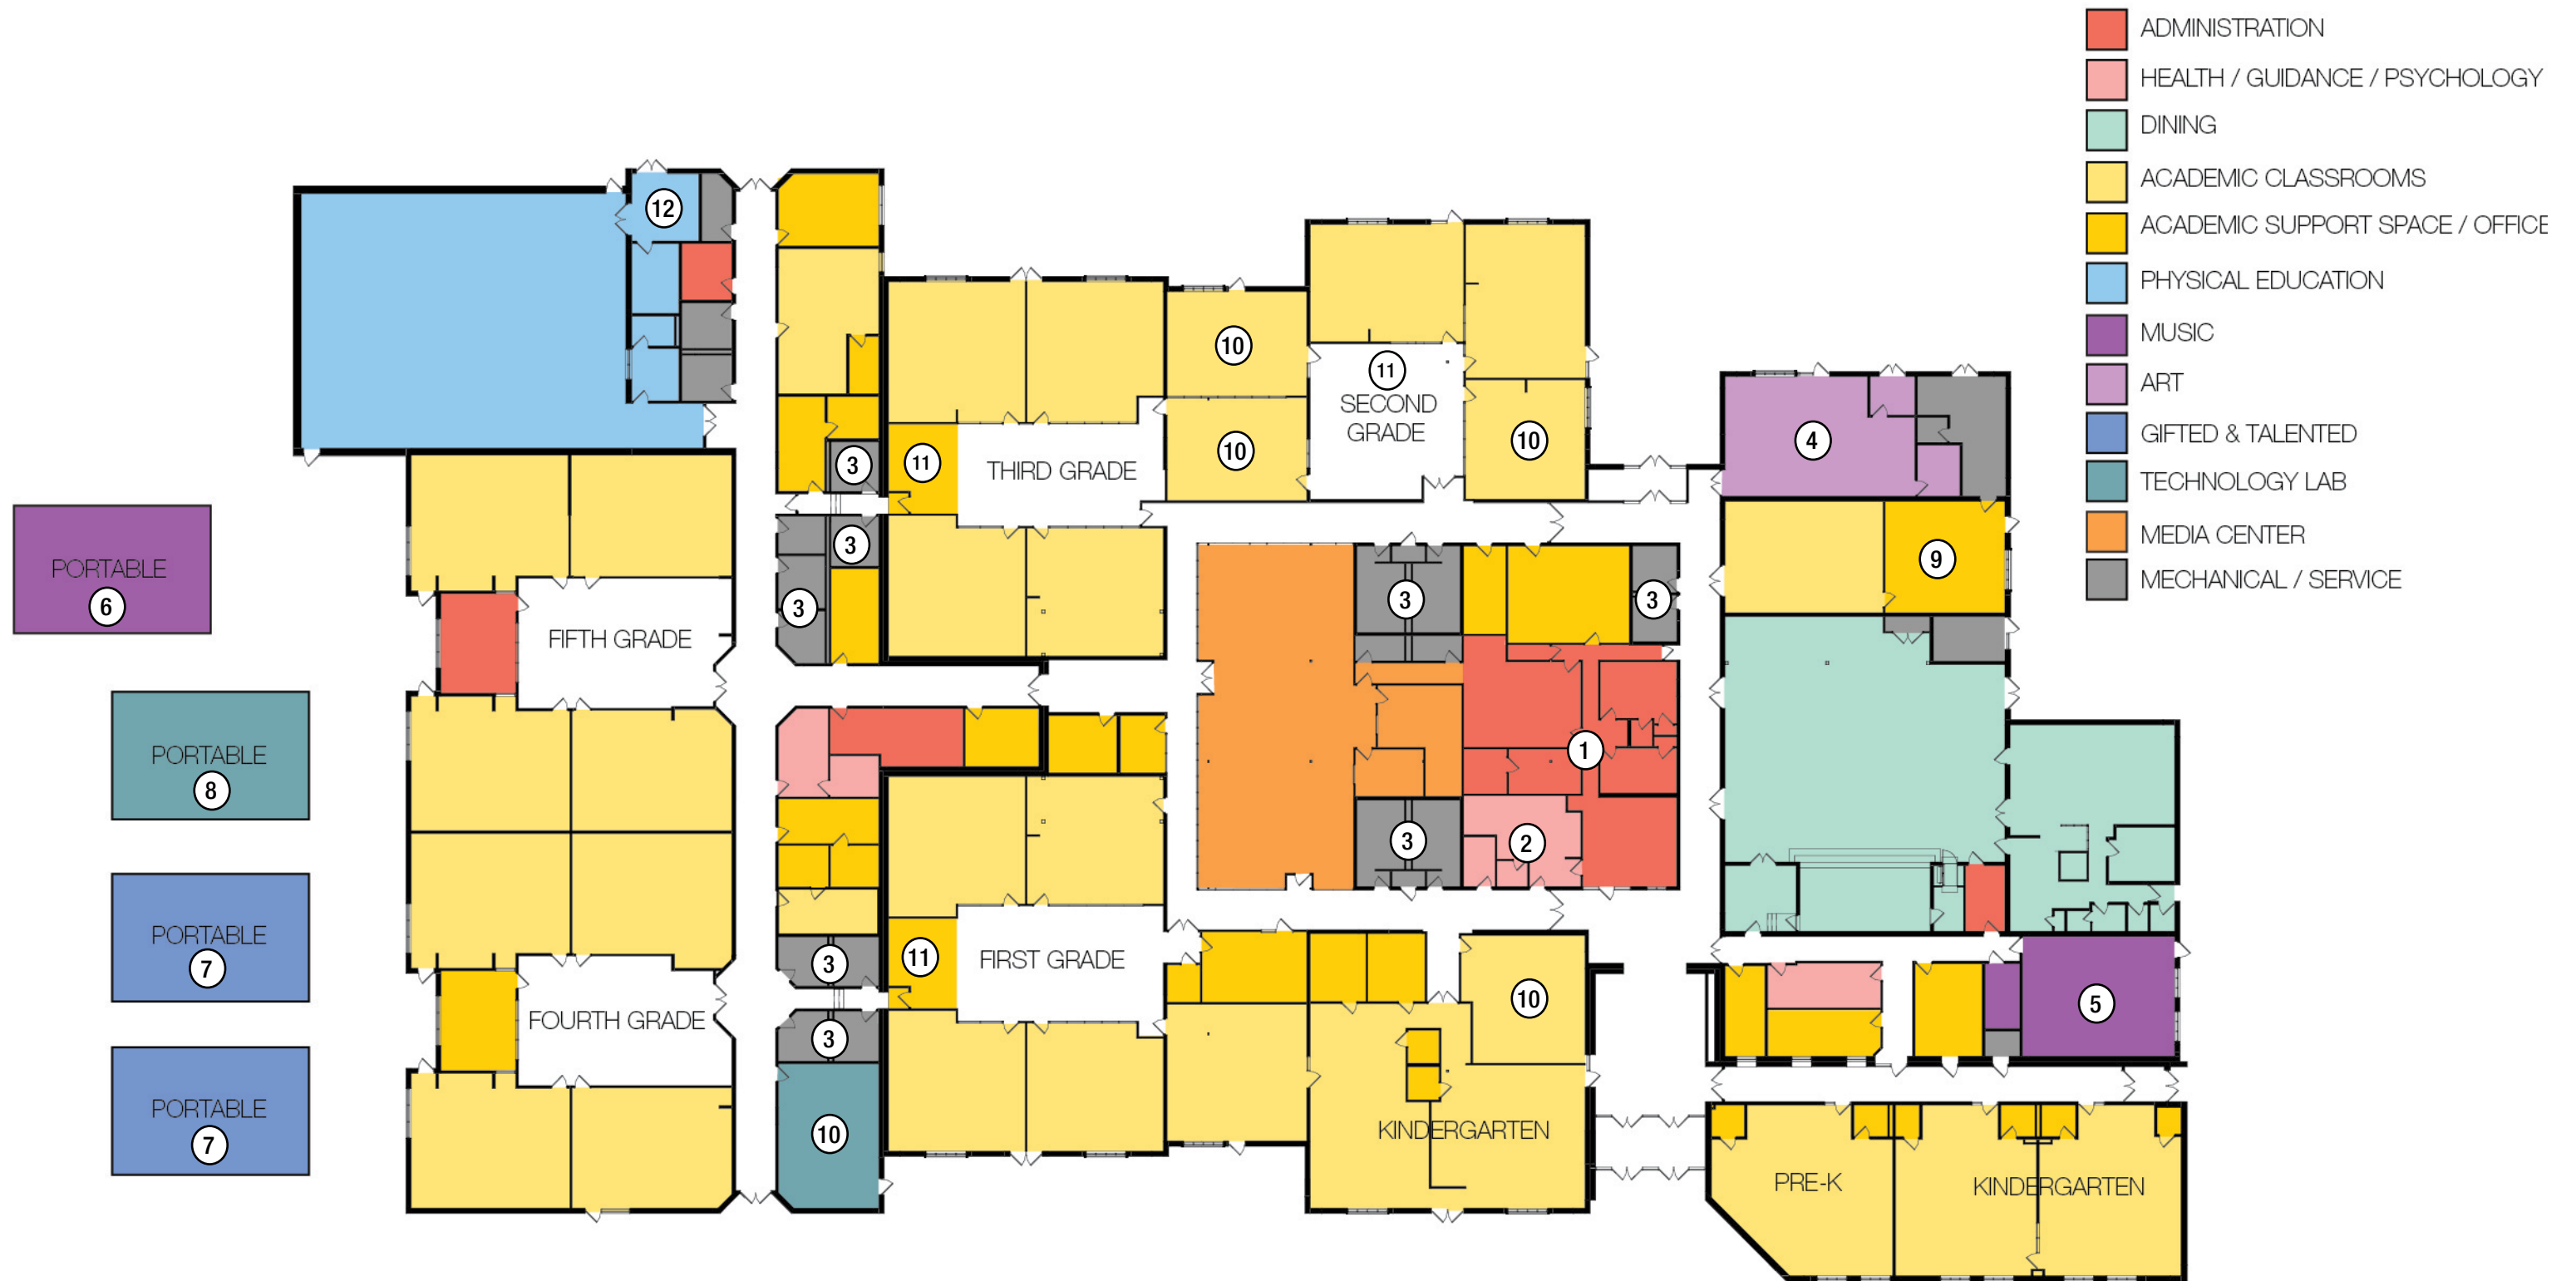 ADMINISTRATION
HEALTH / GUIDANCE / PSYCHOLOGY
DINING
ACADEMIC CLASSROOMS
ACADEMIC SUPPORT SPACE / OFFICE
PHYSICAL EDUCATION
MUSIC
ART
GIFTED & TALENTED
TECHNOLOGY LAB
MEDIA CENTER
MECHANICAL / SERVICE
12
10
11
SECOND
GRADE
10
10
4
3
11
THIRD GRADE
3
9
PORTABLE
6
3
3
3
FIFTH GRADE
PORTABLE
8
1
3
2
PORTABLE
7
3
11
FIRST GRADE
10
5
FOURTH GRADE
3
PORTABLE
7
10
KINDERGARTEN
PRE-K
KINDERGARTEN